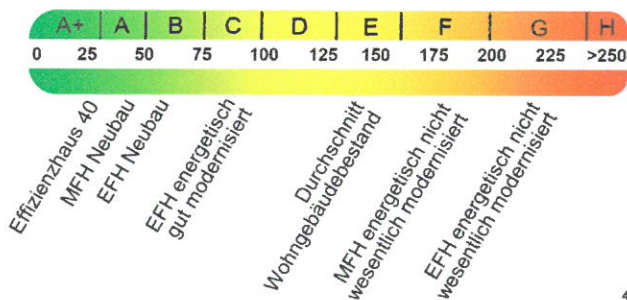 A+ A B C D E F G H
0 25 50 75 100 125 150 175 200 225 >250
Effizienzhaus 40
MFH Neubau
EFH Neubau
EFH energetisch
gut modernisiert
Durchschnitt
Wohngebäudebestand
MFH energetisch nicht
wesentlich modernisiert
EFH energetisch nicht
wesentlich modernisiert